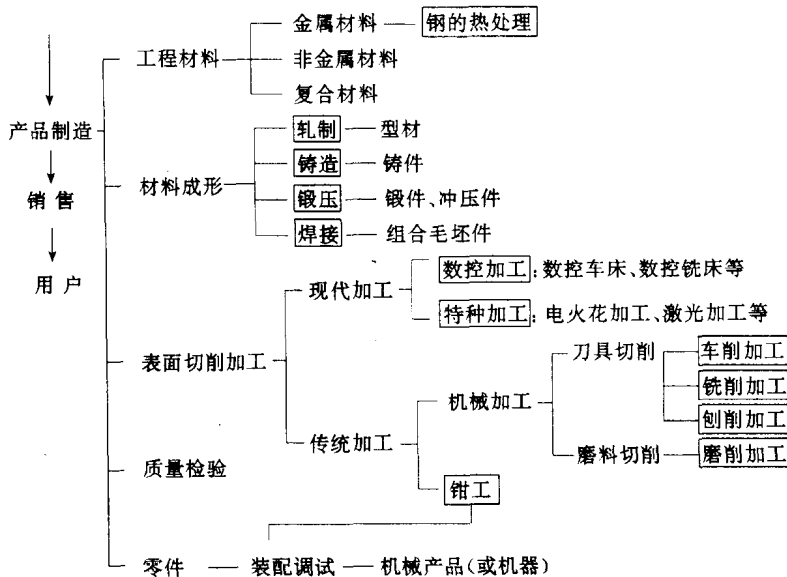 金属材料 钢的热处理
工程材料 非金属材料
复合材料
产品制造
轧制 型材
铸造 铸件
销售 材料成形
锻压 锻件、冲压件
焊接 组合毛坯件
用户
数控加工：数控车床、数控铣床等
现代加工
特种加工：电火花加工、激光加工等
表面切削加工
刀具切削 车削加工
机械加工 铣削加工
刨削加工
传统加工
质量检验 磨料切削 磨削加工
钳工
零件 装配调试 机械产品(或机器)